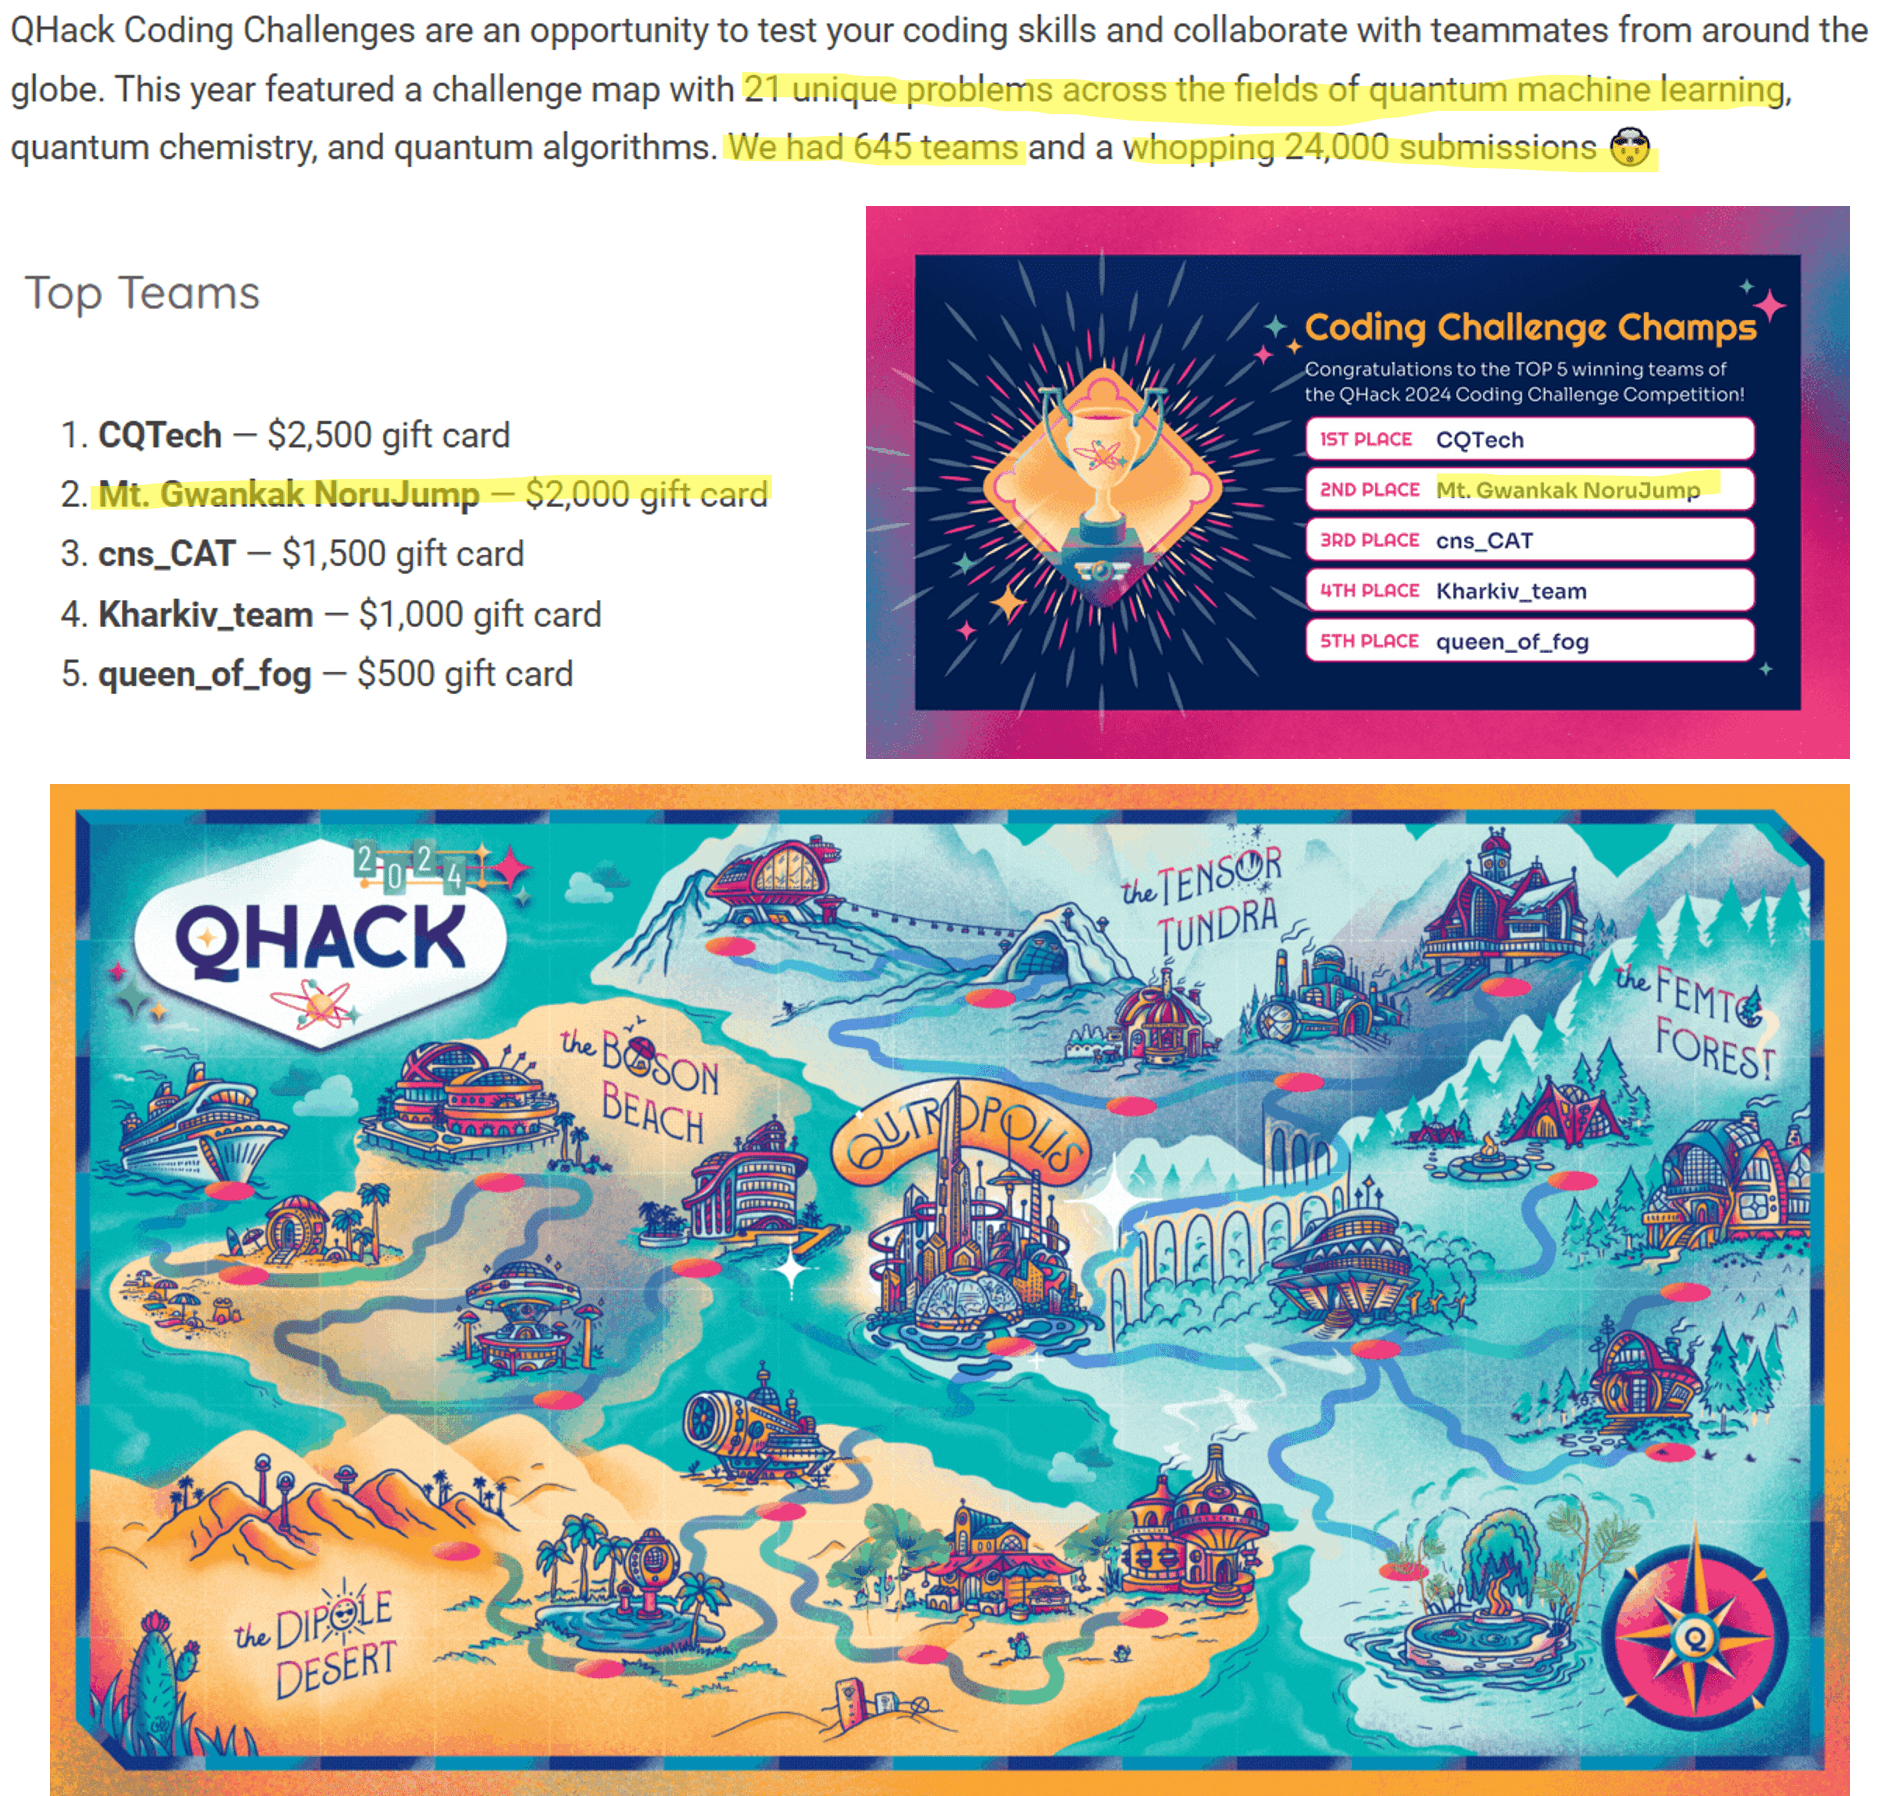 QHack Coding Challenges are an opportunity to test your coding skills and collaborate with teammates from around the
globe. This year featured a challenge map with 21 unique problems across the fields of quantum machine learning,
quantum chemistry, and quantum algorithms. We had 645 teams and a whopping 24,000 submissions 🤯
Top Teams
1. CQTech — $2,500 gift card
2. Mt. Gwankak NoruJump — $2,000 gift card
3. cns_CAT — $1,500 gift card
4. Kharkiv_team — $1,000 gift card
5. queen_of_fog — $500 gift card
Coding Challenge Champs
Congratulations to the TOP 5 winning teams of
the QHack 2024 Coding Challenge Competition!
1ST PLACE CQTech
2ND PLACE Mt. Gwankak NoruJump
3RD PLACE cns_CAT
4TH PLACE Kharkiv_team
5TH PLACE queen_of_fog
2024
QHACK
the TENSOR
TUNDRA
the FEMTO
FOREST
the BOSON
BEACH
QUTROPOLIS
the DIPOLE
DESERT
Q